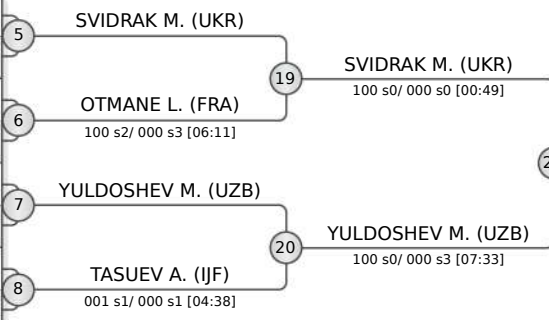 SVIDRAK M. (UKR)
5
19
SVIDRAK M. (UKR)
100 s0/ 000 s0 [00:49]
OTMANE L. (FRA)
6
100 s2/ 000 s3 [06:11]
YULDOSHEV M. (UZB)
7
20
YULDOSHEV M. (UZB)
100 s0/ 000 s3 [07:33]
TASUEV A. (IJF)
8
001 s1/ 000 s1 [04:38]